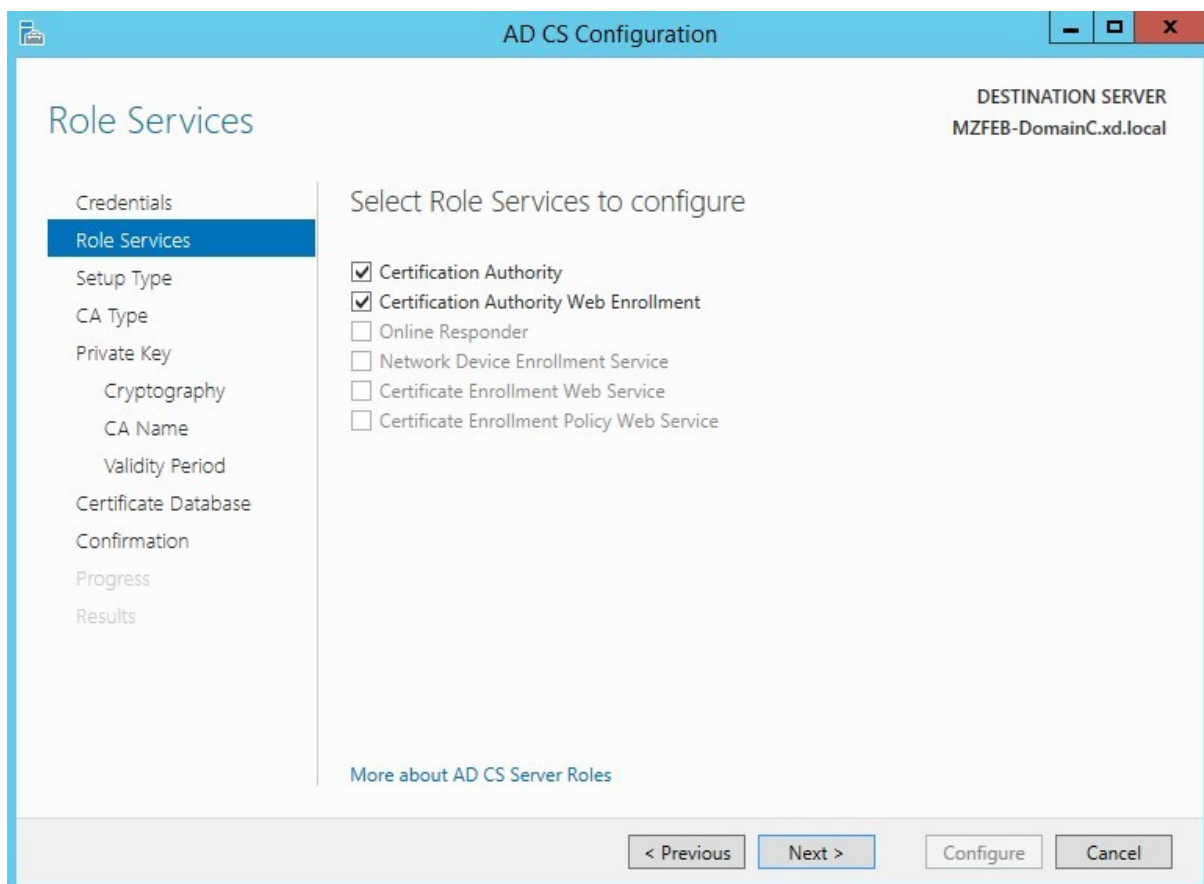 AD CS Configuration
DESTINATION SERVER
MZFEB-DomainC.xd.local
Role Services
Credentials
Role Services
Setup Type
CA Type
Private Key
Cryptography
CA Name
Validity Period
Certificate Database
Confirmation
Progress
Results
Select Role Services to configure
Certification Authority
Certification Authority Web Enrollment
Online Responder
Network Device Enrollment Service
Certificate Enrollment Web Service
Certificate Enrollment Policy Web Service
More about AD CS Server Roles
< Previous
Next >
Configure
Cancel